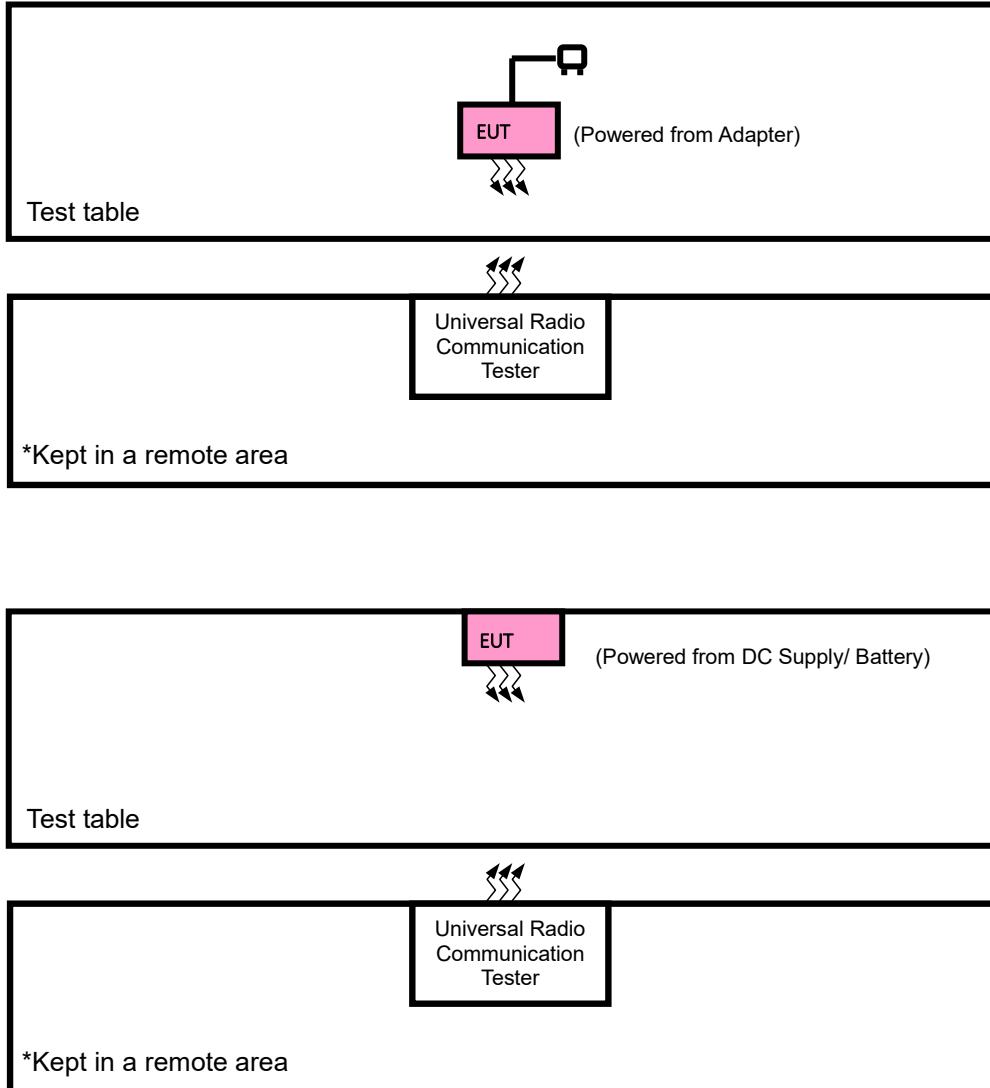 EUT
(Powered from Adapter)
Test table
Universal Radio
Communication
Tester
*Kept in a remote area
EUT
(Powered from DC Supply/ Battery)
Test table
Universal Radio
Communication
Tester
*Kept in a remote area